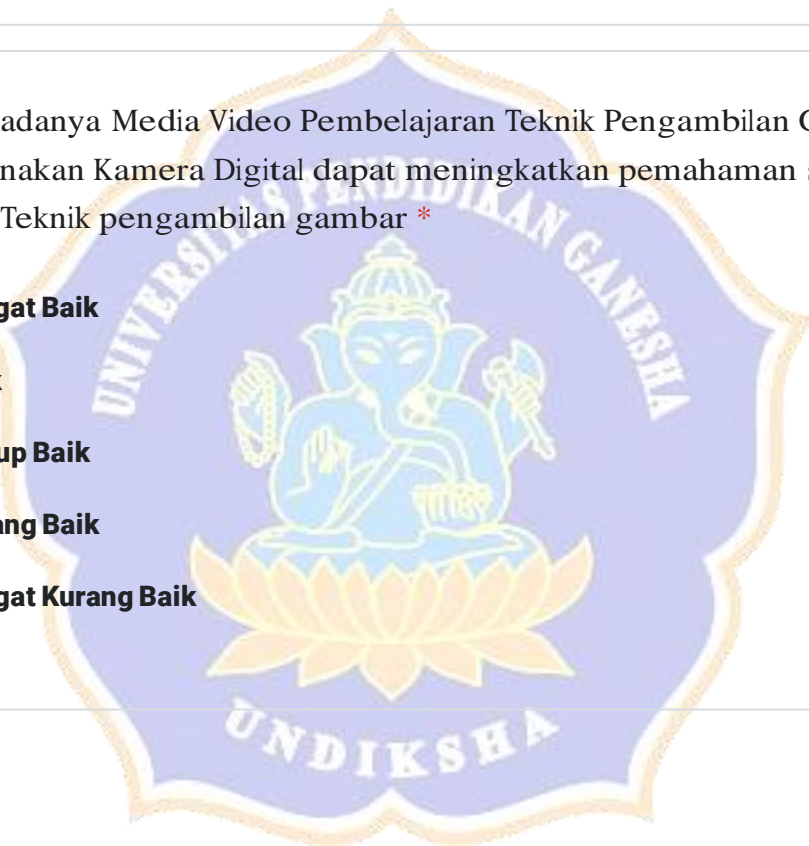 adanya Media Video Pembelajaran Teknik Pengambilan
nakan Kamera Digital dapat meningkatkan pemahaman
Teknik pengambilan gambar *
gat Baik
up Baik
ang Baik
gat Kurang Baik
UNIVERSITAS PENDIDIKAN GANESHA
UNDIKSHA